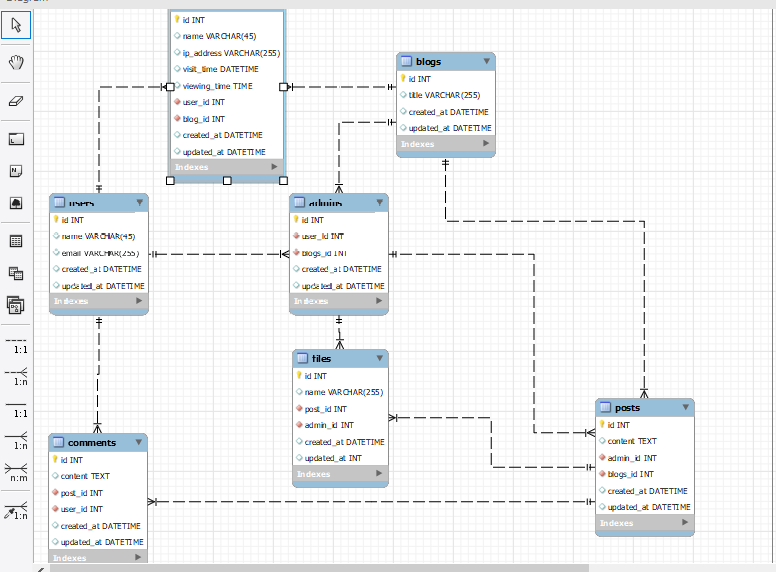 id INT
name VARCHAR(45)
ip_address VARCHAR(255)
visit_time DATETIME
viewing_time TIME
user_id INT
blog_id INT
created_at DATETIME
updated_at DATETIME
Indexes
blogs
id INT
title VARCHAR(255)
created_at DATETIME
updated_at DATETIME
Indexes
users
id INT
name VARCHAR(45)
email VARCHAR(255)
created_at DATETIME
updated_at DATETIME
Indexes
admins
id INT
user_id INT
blogs_id INT
created_at DATETIME
updated_at DATETIME
Indexes
files
id INT
name VARCHAR(255)
post_id INT
admin_id INT
created_at DATETIME
updated_at INT
Indexes
posts
id INT
content TEXT
admin_id INT
blogs_id INT
created_at DATETIME
updated_at DATETIME
Indexes
comments
id INT
content TEXT
post_id INT
user_id INT
created_at DATETIME
updated_at DATETIME
Indexes
1:1
1:n
1:1
1:n
n:m
1:n